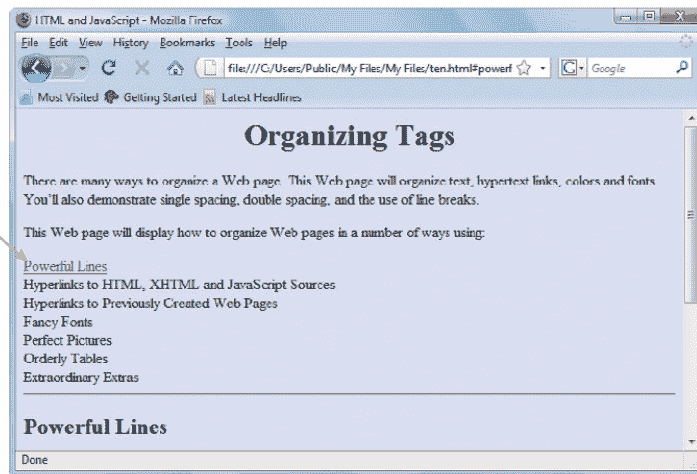 HTML and JavaScript - Mozilla Firefox
File Edit View History Bookmarks Tools Help
file:///C:/Users/Public/My Files/My Files/ten.html#powerf
Google
Most Visited Getting Started Latest Headlines
Organizing Tags
There are many ways to organize a Web page. This Web page will organize text, hypertext links, colors and fonts.
You'll also demonstrate single spacing, double spacing, and the use of line breaks.
This Web page will display how to organize Web pages in a number of ways using:
Powerful Lines
Hyperlinks to HTML, XHTML and JavaScript Sources
Hyperlinks to Previously Created Web Pages
Fancy Fonts
Perfect Pictures
Orderly Tables
Extraordinary Extras
Powerful Lines
Done